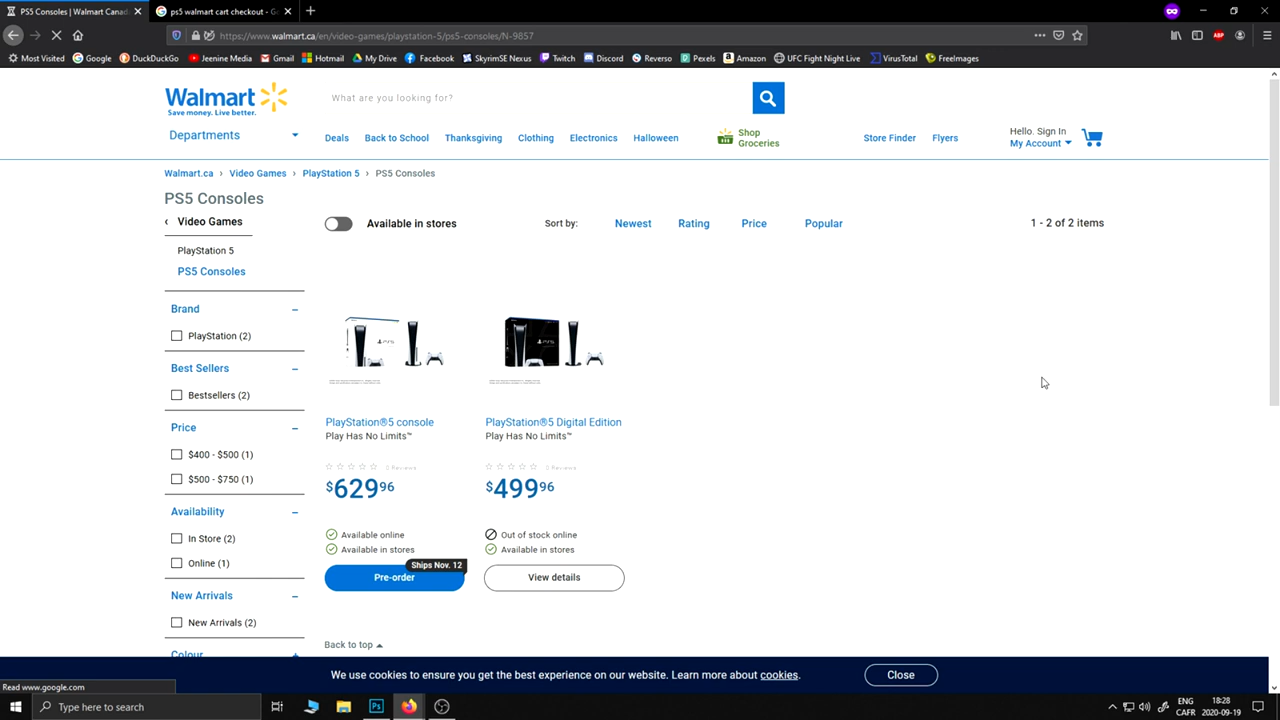 PS5 Consoles | Walmart Canada
ps5 walmart cart checkout - Go
https://www.walmart.ca/en/video-games/playstation-5/ps5-consoles/N-9857
Most Visited Google DuckDuckGo Jeenine Media Gmail Hotmail My Drive Facebook SkyrimSE Nexus Twitch Discord Reverso Pexels Amazon UFC Fight Night Live VirusTotal FreeImages
Walmart
Save money. Live better.
What are you looking for?
Departments
Deals Back to School Thanksgiving Clothing Electronics Halloween
Shop
Groceries
Store Finder Flyers
Hello. Sign In
My Account
Walmart.ca › Video Games › PlayStation 5 › PS5 Consoles
PS5 Consoles
‹ Video Games
PlayStation 5
PS5 Consoles
Brand −
PlayStation (2)
Best Sellers −
Bestsellers (2)
Price −
$400 - $500 (1)
$500 - $750 (1)
Availability −
In Store (2)
Online (1)
New Arrivals −
New Arrivals (2)
Colour +
Available in stores
Sort by: Newest Rating Price Popular
1 - 2 of 2 items
PS5
PlayStation®5 console
Play Has No Limits™
0 Reviews
$62996
Available online
Available in stores
Ships Nov. 12
Pre-order
PS5
PlayStation®5 Digital Edition
Play Has No Limits™
0 Reviews
$49996
Out of stock online
Available in stores
View details
Back to top
We use cookies to ensure you get the best experience on our website. Learn more about cookies.
Close
Read www.google.com
Type here to search
ENG
CAFR
18:28
2020-09-19